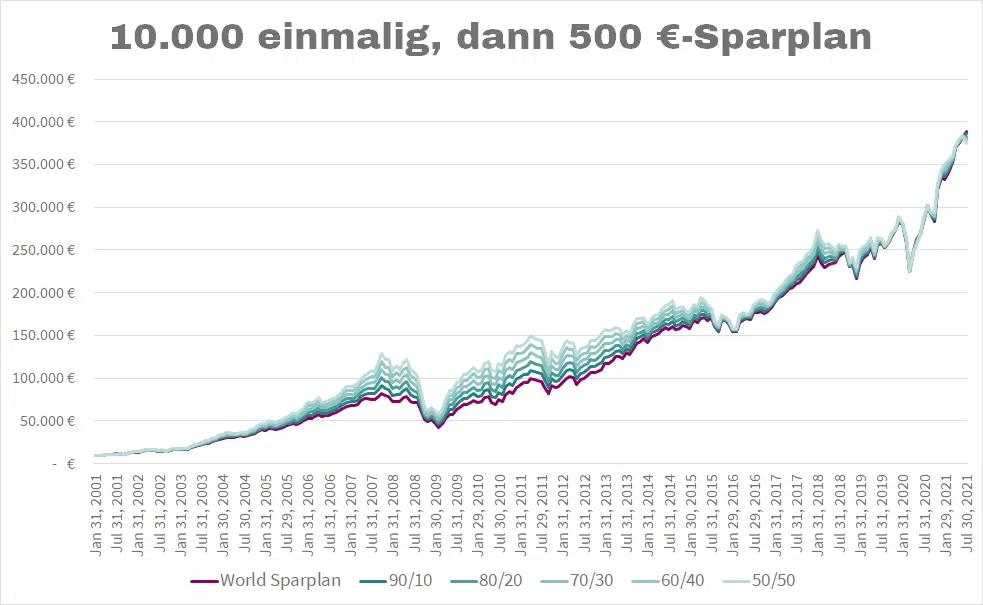 10.000 einmalig, dann 500 €-Sparplan
450.000 €
400.000 €
350.000 €
300.000 €
250.000 €
200.000 €
150.000 €
100.000 €
50.000 €
- €
Jan 31, 2001
Jul 31, 2001
Jan 31, 2002
Jul 31, 2002
Jan 31, 2003
Jul 31, 2003
Jan 30, 2004
Jul 30, 2004
Jan 31, 2005
Jul 29, 2005
Jan 31, 2006
Jul 31, 2006
Jan 31, 2007
Jul 31, 2007
Jan 31, 2008
Jul 31, 2008
Jan 30, 2009
Jul 31, 2009
Jan 29, 2010
Jul 30, 2010
Jan 31, 2011
Jul 29, 2011
Jan 31, 2012
Jul 31, 2012
Jan 31, 2013
Jul 31, 2013
Jan 31, 2014
Jul 31, 2014
Jan 30, 2015
Jul 31, 2015
Jan 29, 2016
Jul 29, 2016
Jan 31, 2017
Jul 31, 2017
Jan 31, 2018
Jul 31, 2018
Jan 31, 2019
Jul 31, 2019
Jan 31, 2020
Jul 31, 2020
Jan 29, 2021
Jul 30, 2021
World Sparplan 90/10 80/20 70/30 60/40 50/50